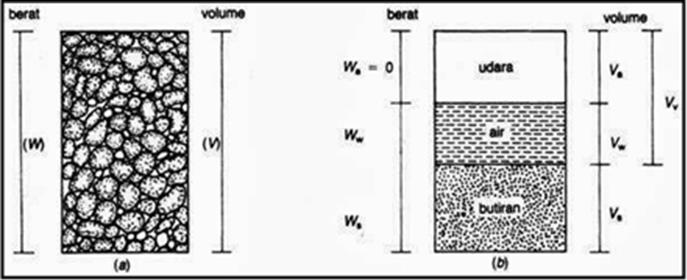 berat
volume
(W)
(V)
(a)
berat
volume
Wa = 0
udara
Va
Vv
Ww
air
Vw
Ws
butiran
Vs
(b)